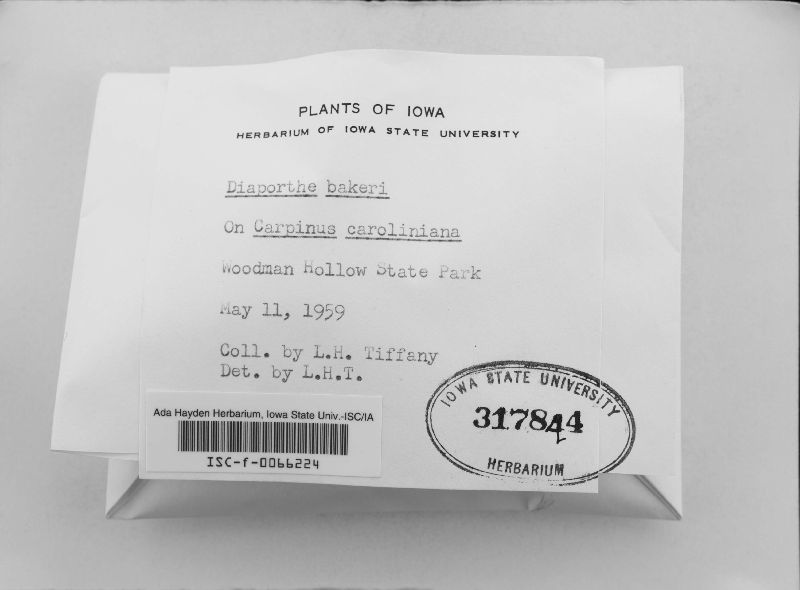 PLANTS OF IOWA
HERBARIUM OF IOWA STATE UNIVERSITY
Diaporthe bakeri
On Carpinus caroliniana
Woodman Hollow State Park
May 11, 1959
Coll. by L.H. Tiffany
Det. by L.H.T.
Ada Hayden Herbarium, Iowa State Univ.-ISC/IA
ISC-f-0066224
IOWA STATE UNIVERSITY
317844
HERBARIUM